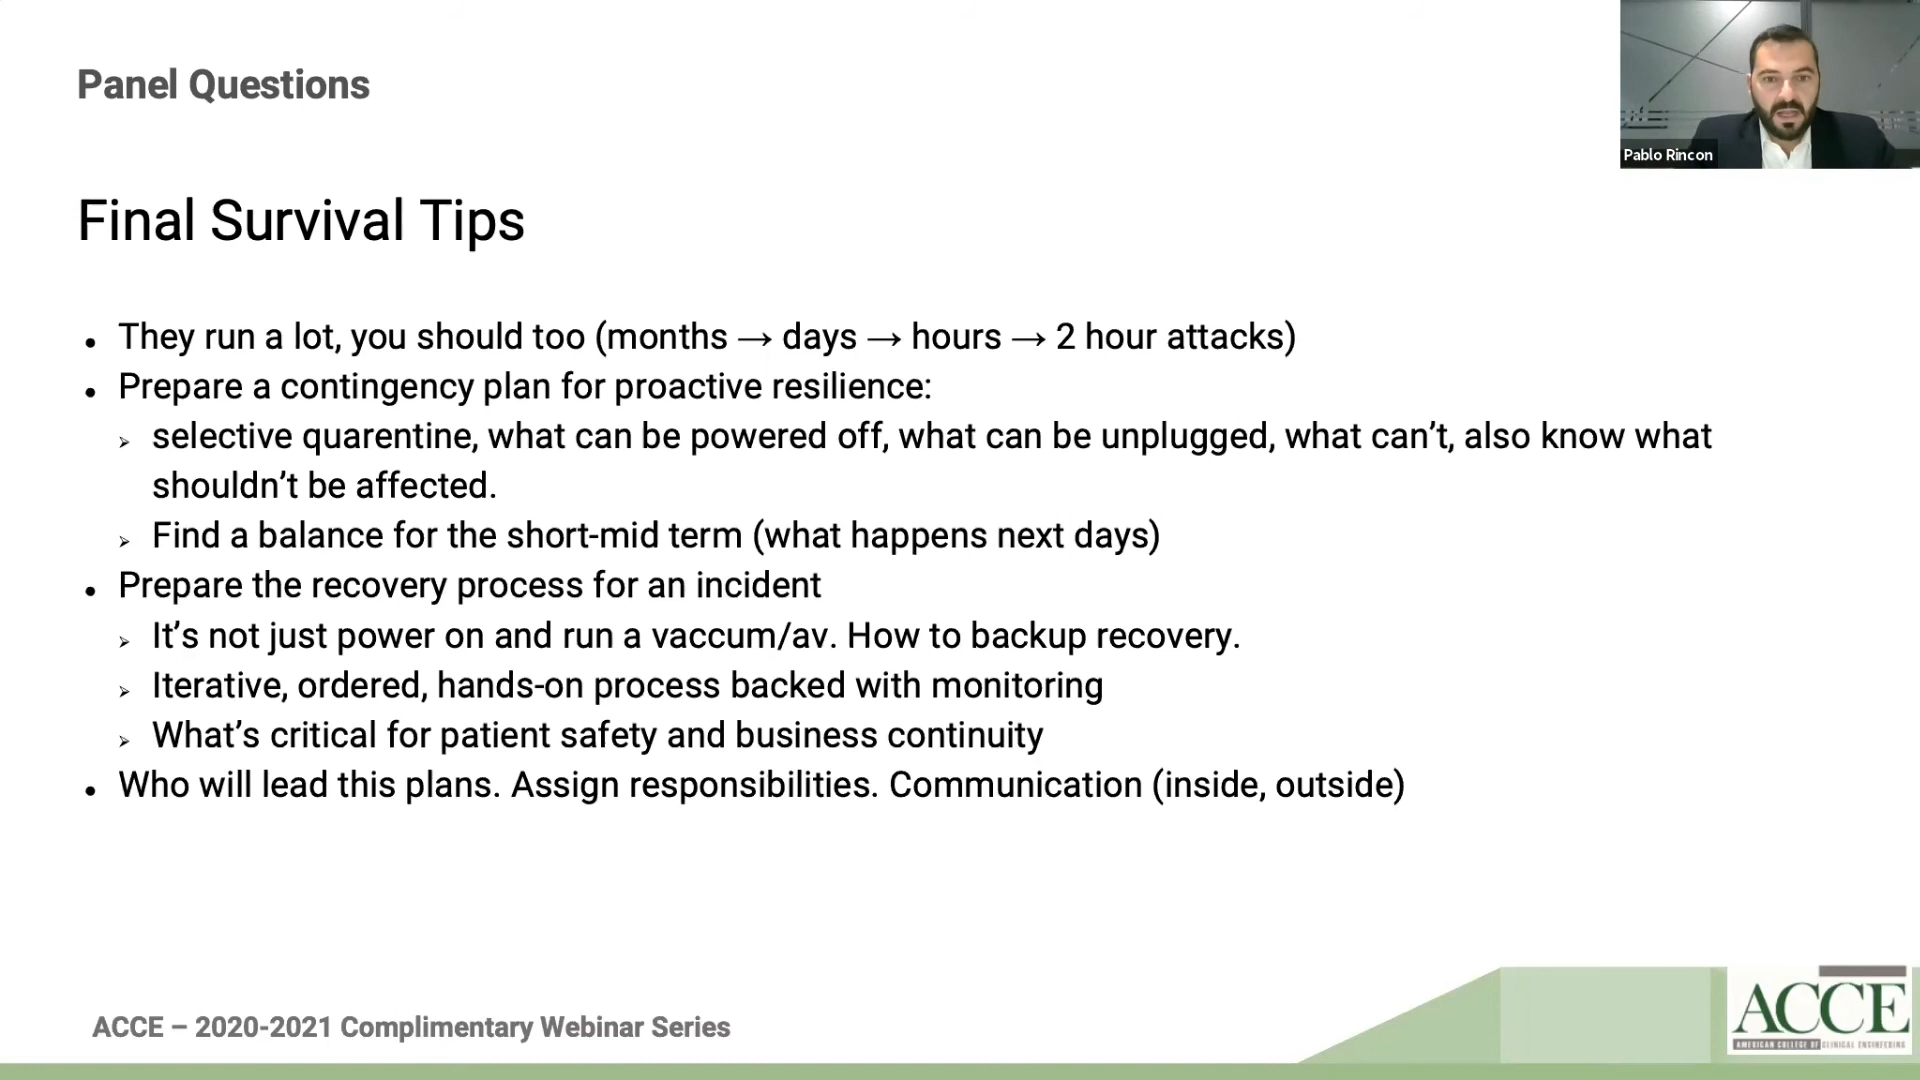 Panel Questions
Pablo Rincon
Final Survival Tips
• They run a lot, you should too (months → days → hours → 2 hour attacks)
• Prepare a contingency plan for proactive resilience:
➢ selective quarentine, what can be powered off, what can be unplugged, what can’t, also know what
shouldn’t be affected.
➢ Find a balance for the short-mid term (what happens next days)
• Prepare the recovery process for an incident
➢ It’s not just power on and run a vaccum/av. How to backup recovery.
➢ Iterative, ordered, hands-on process backed with monitoring
➢ What’s critical for patient safety and business continuity
• Who will lead this plans. Assign responsibilities. Communication (inside, outside)
ACCE – 2020-2021 Complimentary Webinar Series
ACCE
AMERICAN COLLEGE OF CLINICAL ENGINEERING